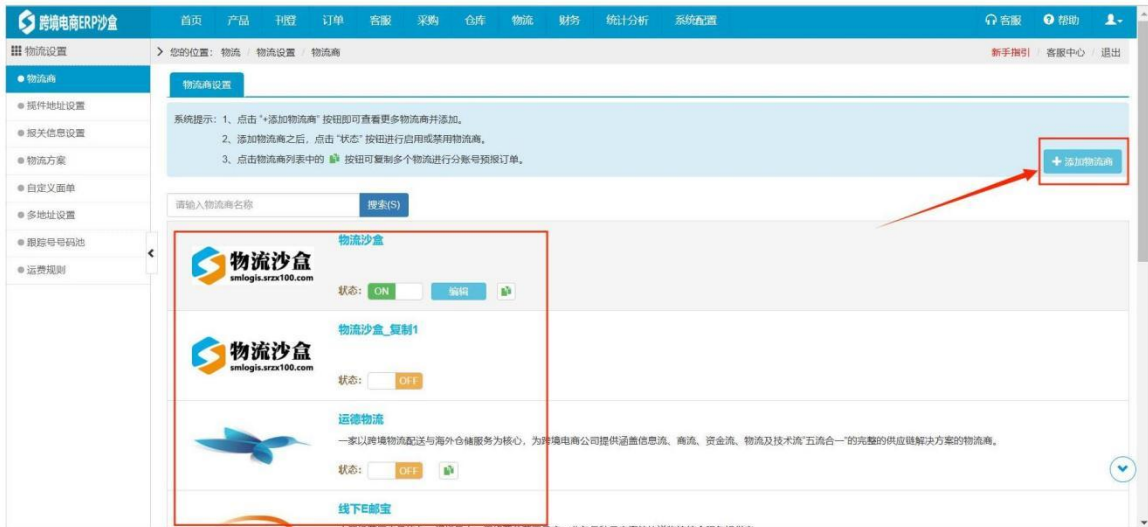 跨境电商ERP沙盒 首页 产品 刊登 订单 客服 采购 仓库 物流 财务 统计分析 系统配置 客服 帮助
物流设置
您的位置: 物流 / 物流设置 / 物流商
新手指引 / 客服中心 / 退出
物流商
揽件地址设置
报关信息设置
物流方案
自定义面单
多地址设置
跟踪号号码池
运费规则
物流商设置
系统提示: 1、点击 "+添加物流商" 按钮即可查看更多物流商并添加。
2、添加物流商之后, 点击 "状态" 按钮进行启用或禁用物流商。
3、点击物流商列表中的 按钮可复制多个物流进行分账号预报订单。
添加物流商
请输入物流商名称 搜索(S)
物流沙盒
物流沙盒
smlogis.srzx100.com
状态: ON 编辑
物流沙盒_复制1
物流沙盒
smlogis.srzx100.com
状态: OFF
运德物流
一家以跨境物流配送与海外仓储服务为核心，为跨境电商公司提供涵盖信息流、商流、资金流、物流及技术流"五流合一"的完整的供应链解决方案的物流商。
状态: OFF
线下E邮宝